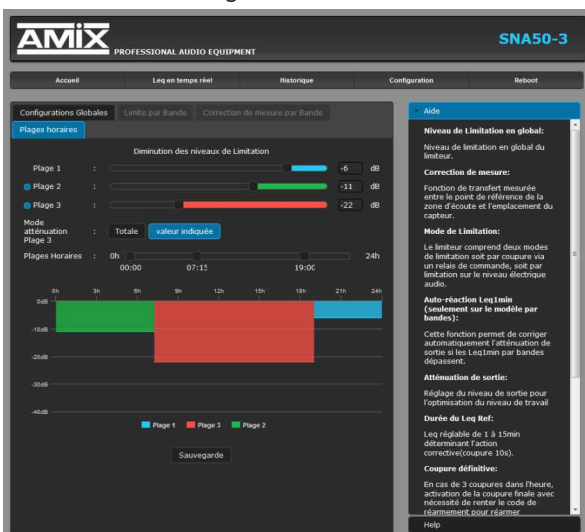 AMIX PROFESSIONAL AUDIO EQUIPMENT
SNA50-3
Accueil Leq en temps réel Historique Configuration Reboot
Configurations Globales Limite par Bande Correction de mesure par Bande
Plages horaires
Diminution des niveaux de Limitation
Plage 1 : -6 dB
Plage 2 : -11 dB
Plage 3 : -22 dB
Mode
atténuation : Totale valeur indiquée
Plage 3
Plages Horaires : 0h 24h
00:00 07:15 19:00
0h 3h 6h 9h 12h 15h 18h 21h 24h
0dB
-10dB
-20dB
-30dB
-40dB
Plage 1 Plage 3 Plage 2
Sauvegarde
Aide
Niveau de Limitation en global:
Niveau de limitation en global du
limiteur.
Correction de mesure:
Fonction de transfert mesurée
entre le point de référence de la
zone d'écoute et l'emplacement du
capteur.
Mode de Limitation:
Le limiteur comprend deux modes
de limitation soit par coupure via
un relais de commande, soit par
limitation sur le niveau électrique
audio.
Auto-réaction Leq1min
(seulement sur le modèle par
bandes):
Cette fonction permet de corriger
automatiquement l'atténuation de
sortie si les Leq1min par bandes
dépassent.
Atténuation de sortie:
Réglage du niveau de sortie pour
l'optimisation du niveau de travail
Durée du Leq Ref:
Leq réglable de 1 à 15min
déterminant l'action
corrective(coupure 10s).
Coupure définitive:
En cas de 3 coupures dans l'heure,
activation de la coupure finale avec
nécessité de renter le code de
réarmement pour réarmer
Help